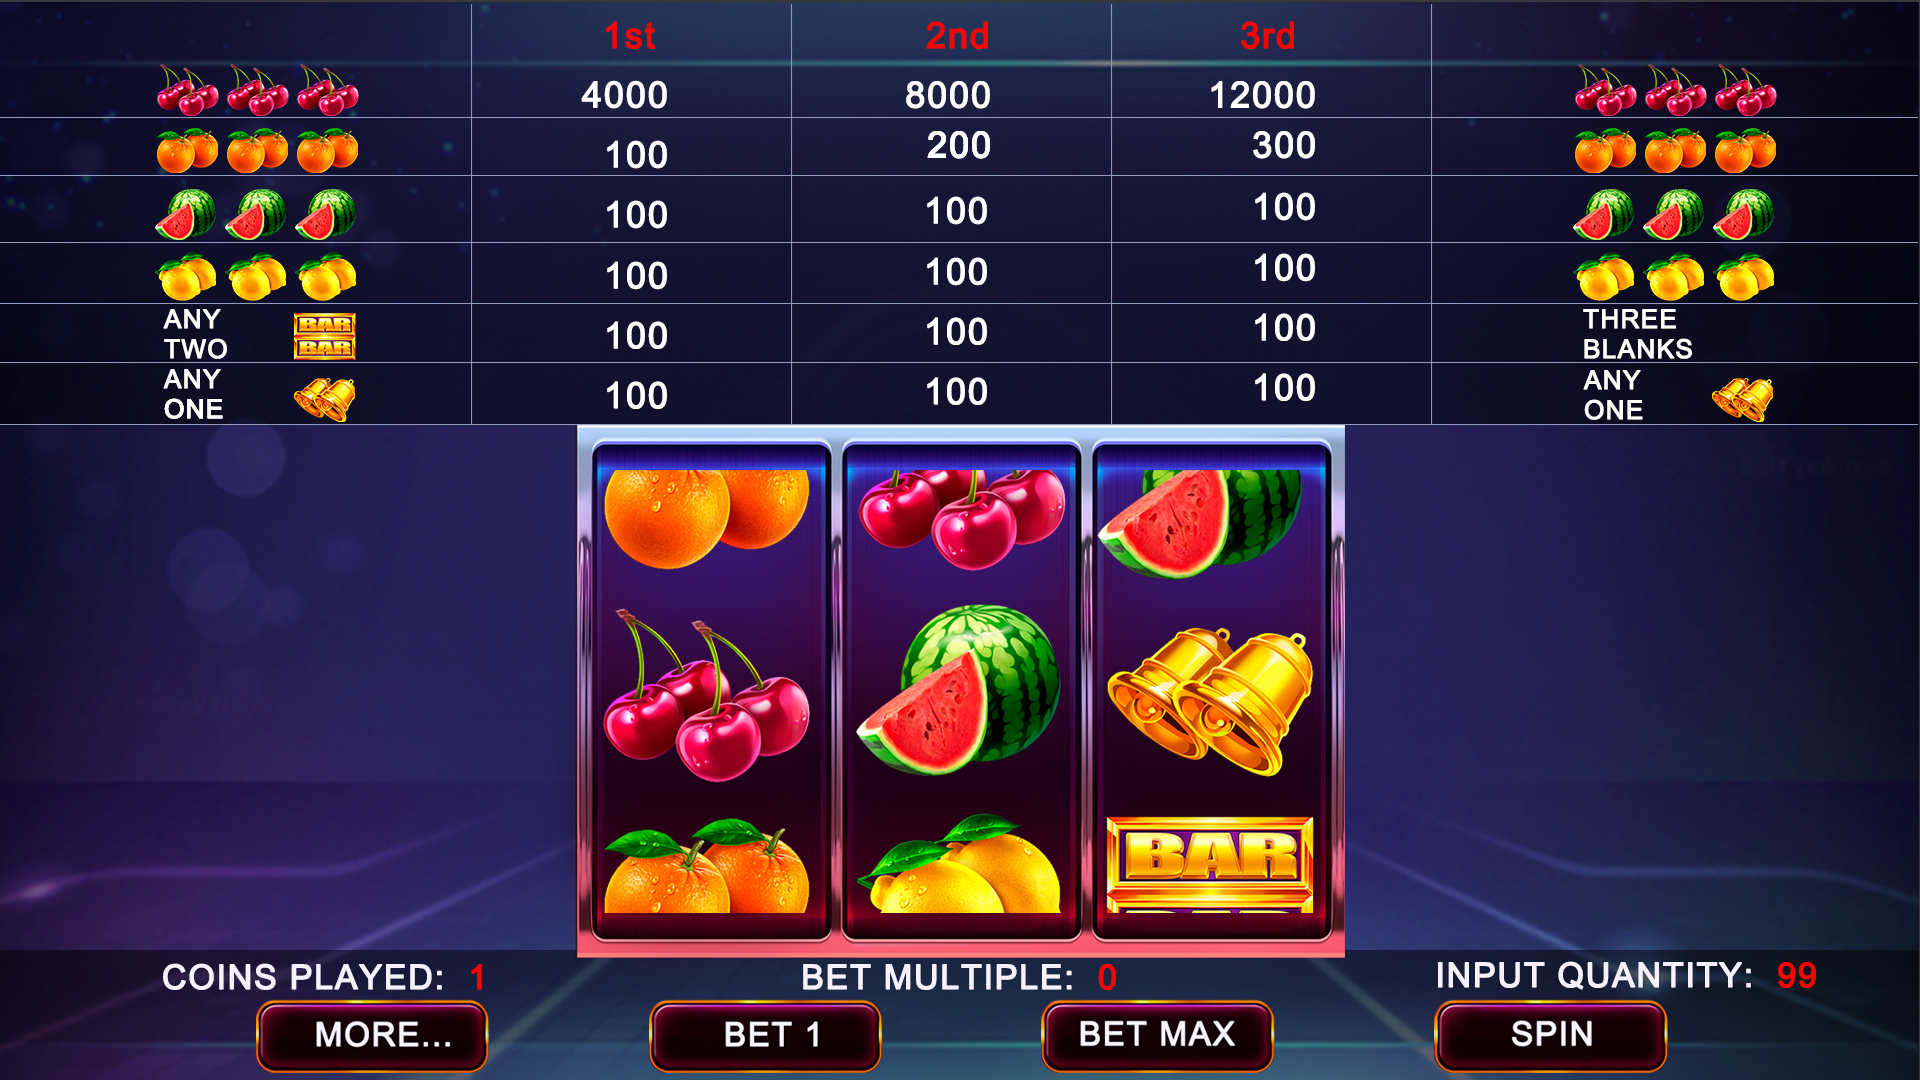 1st 2nd 3rd
4000 8000 12000
100 200 300
100 100 100
100 100 100
ANY
TWO BAR BAR 100 100 100 THREE
BLANKS
ANY
ONE 100 100 100 ANY
ONE
BAR
COINS PLAYED: 1 BET MULTIPLE: 0 INPUT QUANTITY: 99
MORE... BET 1 BET MAX SPIN